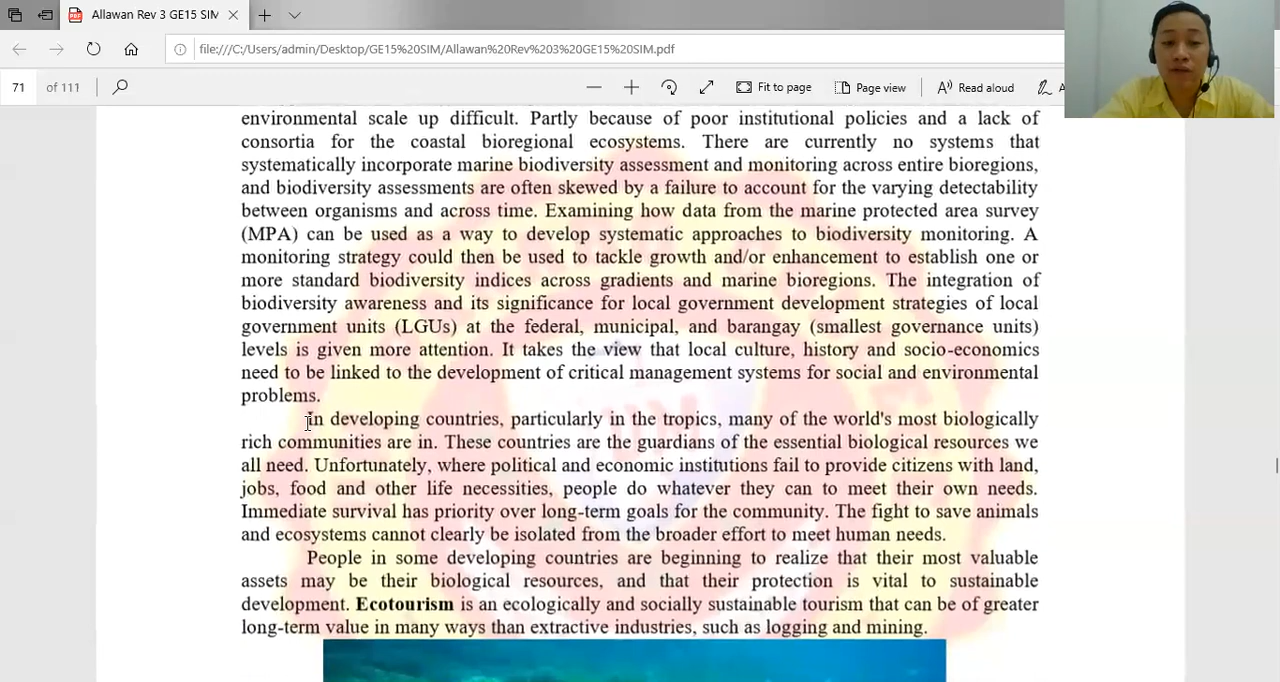 Allawan Rev 3 GE15 SIM
file:///C:/Users/admin/Desktop/GE15%20SIM/Allawan%20Rev%203%20GE15%20SIM.pdf
71 of 111
Fit to page
Page view
Read aloud
environmental scale up difficult. Partly because of poor institutional policies and a lack of
consortia for the coastal bioregional ecosystems. There are currently no systems that
systematically incorporate marine biodiversity assessment and monitoring across entire bioregions,
and biodiversity assessments are often skewed by a failure to account for the varying detectability
between organisms and across time. Examining how data from the marine protected area survey
(MPA) can be used as a way to develop systematic approaches to biodiversity monitoring. A
monitoring strategy could then be used to tackle growth and/or enhancement to establish one or
more standard biodiversity indices across gradients and marine bioregions. The integration of
biodiversity awareness and its significance for local government development strategies of local
government units (LGUs) at the federal, municipal, and barangay (smallest governance units)
levels is given more attention. It takes the view that local culture, history and socio-economics
need to be linked to the development of critical management systems for social and environmental
problems.
In developing countries, particularly in the tropics, many of the world's most biologically
rich communities are in. These countries are the guardians of the essential biological resources we
all need. Unfortunately, where political and economic institutions fail to provide citizens with land,
jobs, food and other life necessities, people do whatever they can to meet their own needs.
Immediate survival has priority over long-term goals for the community. The fight to save animals
and ecosystems cannot clearly be isolated from the broader effort to meet human needs.
People in some developing countries are beginning to realize that their most valuable
assets may be their biological resources, and that their protection is vital to sustainable
development. Ecotourism is an ecologically and socially sustainable tourism that can be of greater
long-term value in many ways than extractive industries, such as logging and mining.